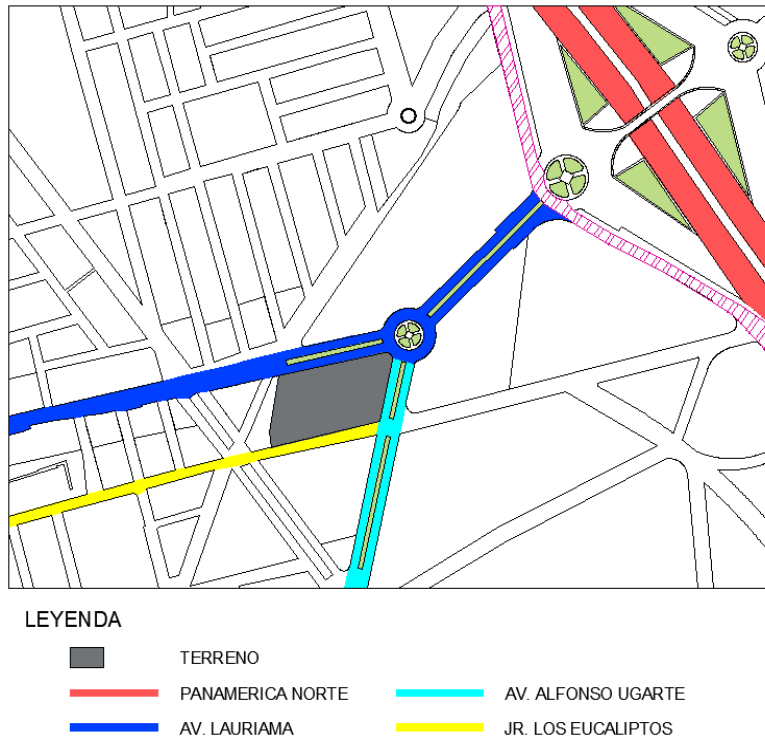 LEYENDA
TERRENO
PANAMERICA NORTE
AV. ALFONSO UGARTE
AV. LAURIAMA
JR. LOS EUCALIPTOS